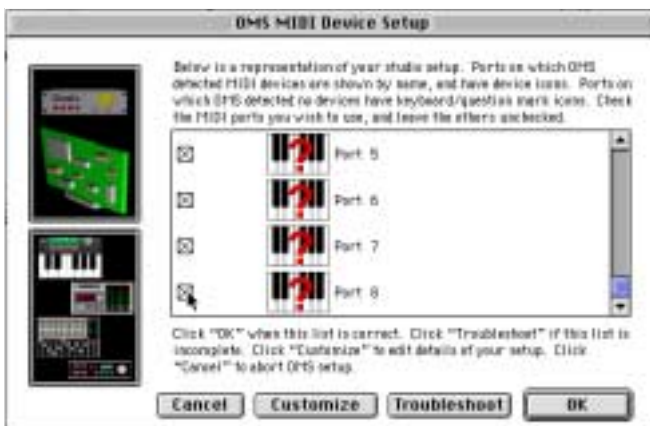 OMS MIDI Device Setup
Below is a representation of your studio setup. Ports on which OMS
detected MIDI devices are shown by name, and have device icons. Ports on
which OMS detected no devices have keyboard/question mark icons. Check
the MIDI ports you wish to use, and leave the others unchecked.
Port 5
Port 6
Port 7
Port 8
Click "OK" when this list is correct. Click "Troubleshoot" if this list is
incomplete. Click "Customize" to edit details of your setup. Click
"Cancel" to abort OMS setup.
Cancel Customize Troubleshoot OK